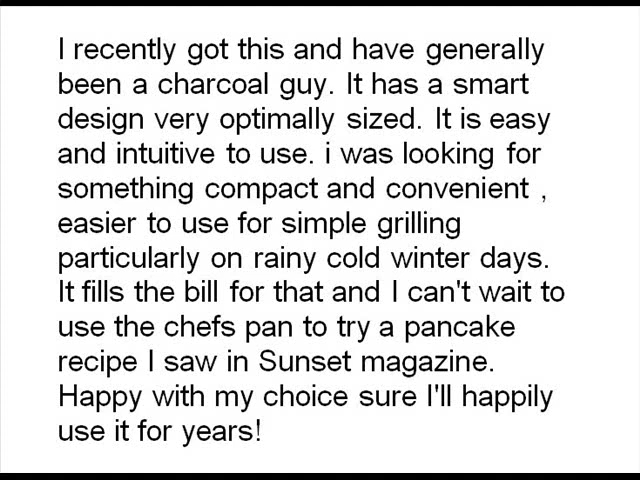 I recently got this and have generally
been a charcoal guy. It has a smart
design very optimally sized. It is easy
and intuitive to use. i was looking for
something compact and convenient ,
easier to use for simple grilling
particularly on rainy cold winter days.
It fills the bill for that and I can't wait to
use the chefs pan to try a pancake
recipe I saw in Sunset magazine.
Happy with my choice sure I'll happily
use it for years!